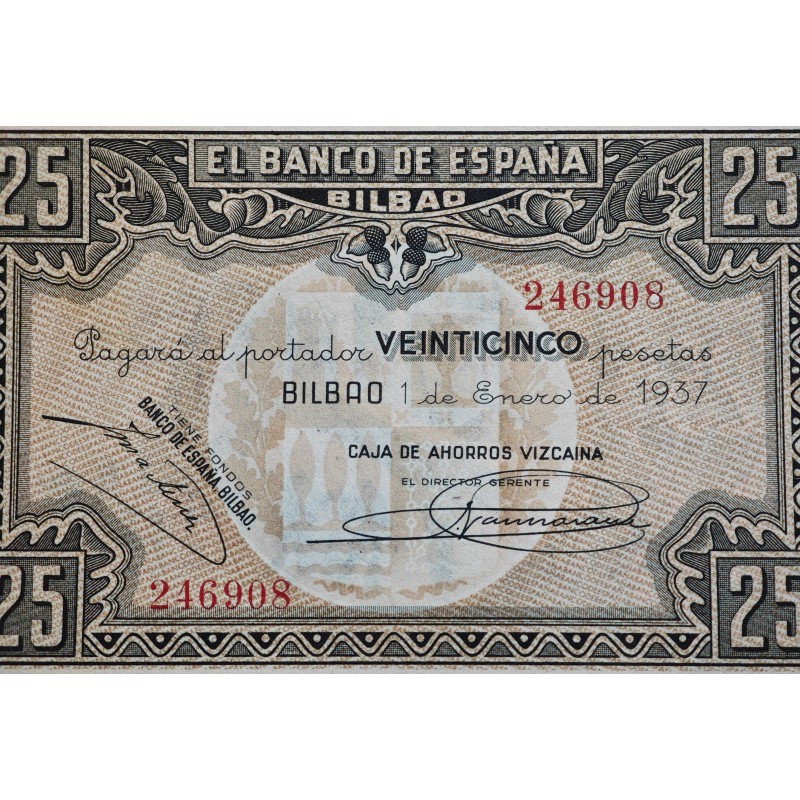 25 EL BANCO DE ESPAÑA 25
BILBAO
246908
Pagará al portador VEINTICINCO pesetas
BILBAO 1 de Enero de 1937
CAJA DE AHORROS VIZCAINA
EL DIRECTOR GERENTE
TIENE FONDOS
BANCO DE ESPAÑA, BILBAO.
246908
25 25